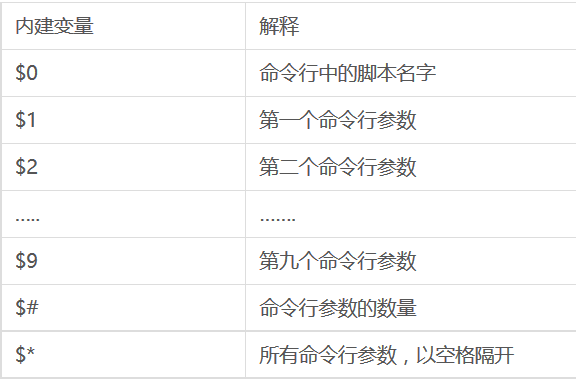 内建变量 解释
$0 命令行中的脚本名字
$1 第一个命令行参数
$2 第二个命令行参数
..... .......
$9 第九个命令行参数
$# 命令行参数的数量
$* 所有命令行参数，以空格隔开